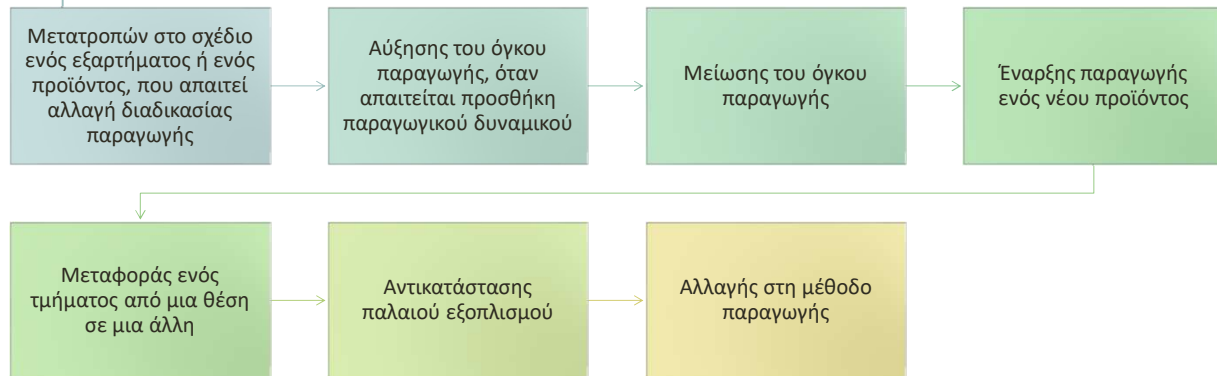 Μετατροπών στο σχέδιο
ενός εξαρτήματος ή ενός
προϊόντος, που απαιτεί
αλλαγή διαδικασίας
παραγωγής
Αύξησης του όγκου
παραγωγής, όταν
απαιτείται προσθήκη
παραγωγικού δυναμικού
Μείωσης του όγκου
παραγωγής
Έναρξης παραγωγής
ενός νέου προϊόντος
Μεταφοράς ενός
τμήματος από μια θέση
σε μια άλλη
Αντικατάστασης
παλαιού εξοπλισμού
Αλλαγής στη μέθοδο
παραγωγής